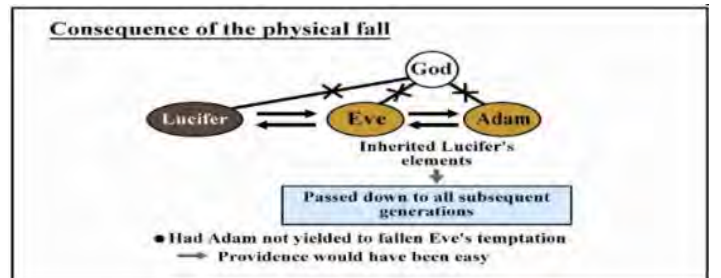 Consequence of the physical fall
God
Lucifer
Eve
Adam
Inherited Lucifer's
elements
Passed down to all subsequent
generations
● Had Adam not yielded to fallen Eve's temptation
→ Providence would have been easy